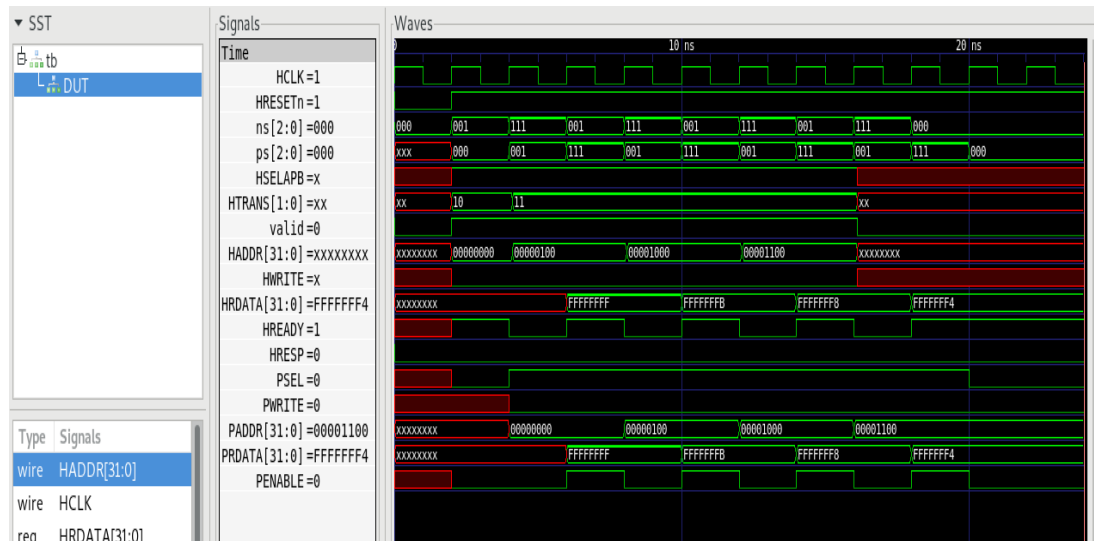 ▾ SST
tb
DUT
Type Signals
wire HADDR[31:0]
wire HCLK
reg HRDATA[31:0]
Signals
Time
HCLK =1
HRESETn =1
ns[2:0] =000
ps[2:0] =000
HSELAPB =x
HTRANS[1:0] =xx
valid =0
HADDR[31:0] =xxxxxxxx
HWRITE =x
HRDATA[31:0] =FFFFFFF4
HREADY =1
HRESP =0
PSEL =0
PWRITE =0
PADDR[31:0] =00001100
PRDATA[31:0] =FFFFFFF4
PENABLE =0
Waves
0 10 ns 20 ns
000 001 111 001 111 001 111 001 111 000
xxx 000 001 111 001 111 001 111 001 111 000
xx 10 11 xx
xxxxxxxx 00000000 00000100 00001000 00001100 xxxxxxxx
xxxxxxxx FFFFFFFF FFFFFFFB FFFFFFF8 FFFFFFF4
xxxxxxxx 00000000 00000100 00001000 00001100
xxxxxxxx FFFFFFFF FFFFFFFB FFFFFFF8 FFFFFFF4